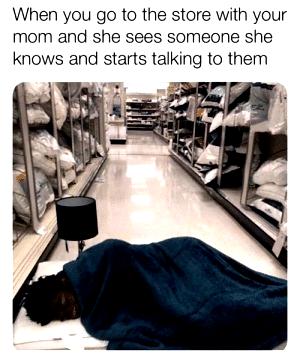 When you go to the store with your
mom and she sees someone she
knows and starts talking to them